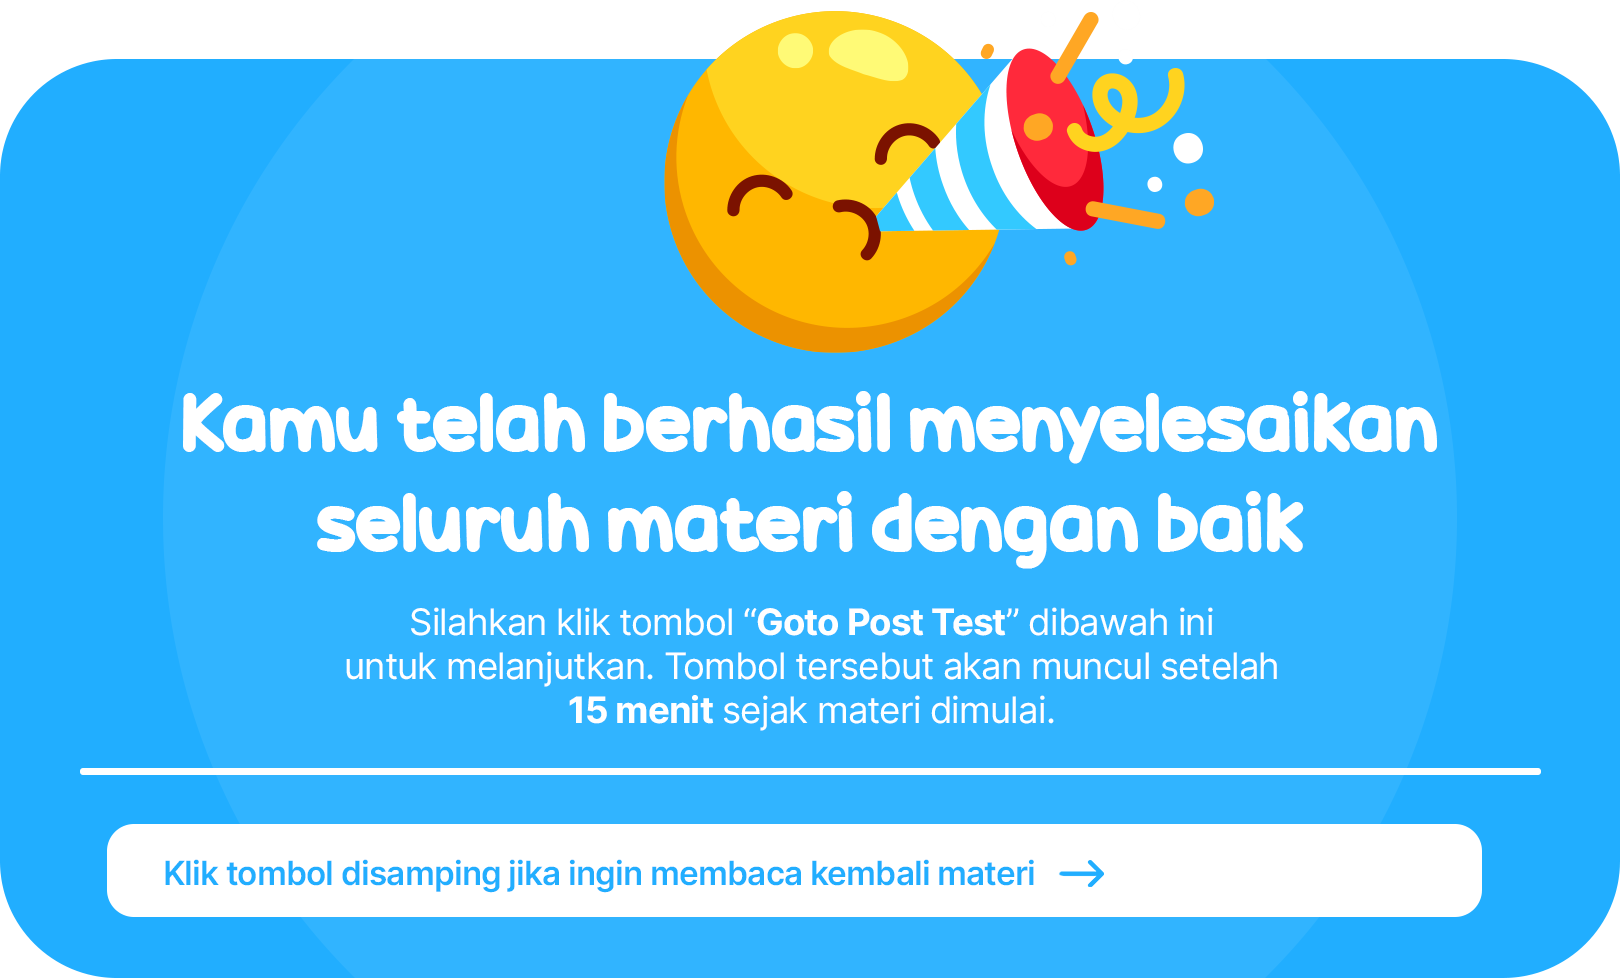 Kamu telah berhasil menyelesaikan
seluruh materi dengan baik
Silahkan klik tombol “Goto Post Test” dibawah ini
untuk melanjutkan. Tombol tersebut akan muncul setelah
15 menit sejak materi dimulai.
Klik tombol disamping jika ingin membaca kembali materi →